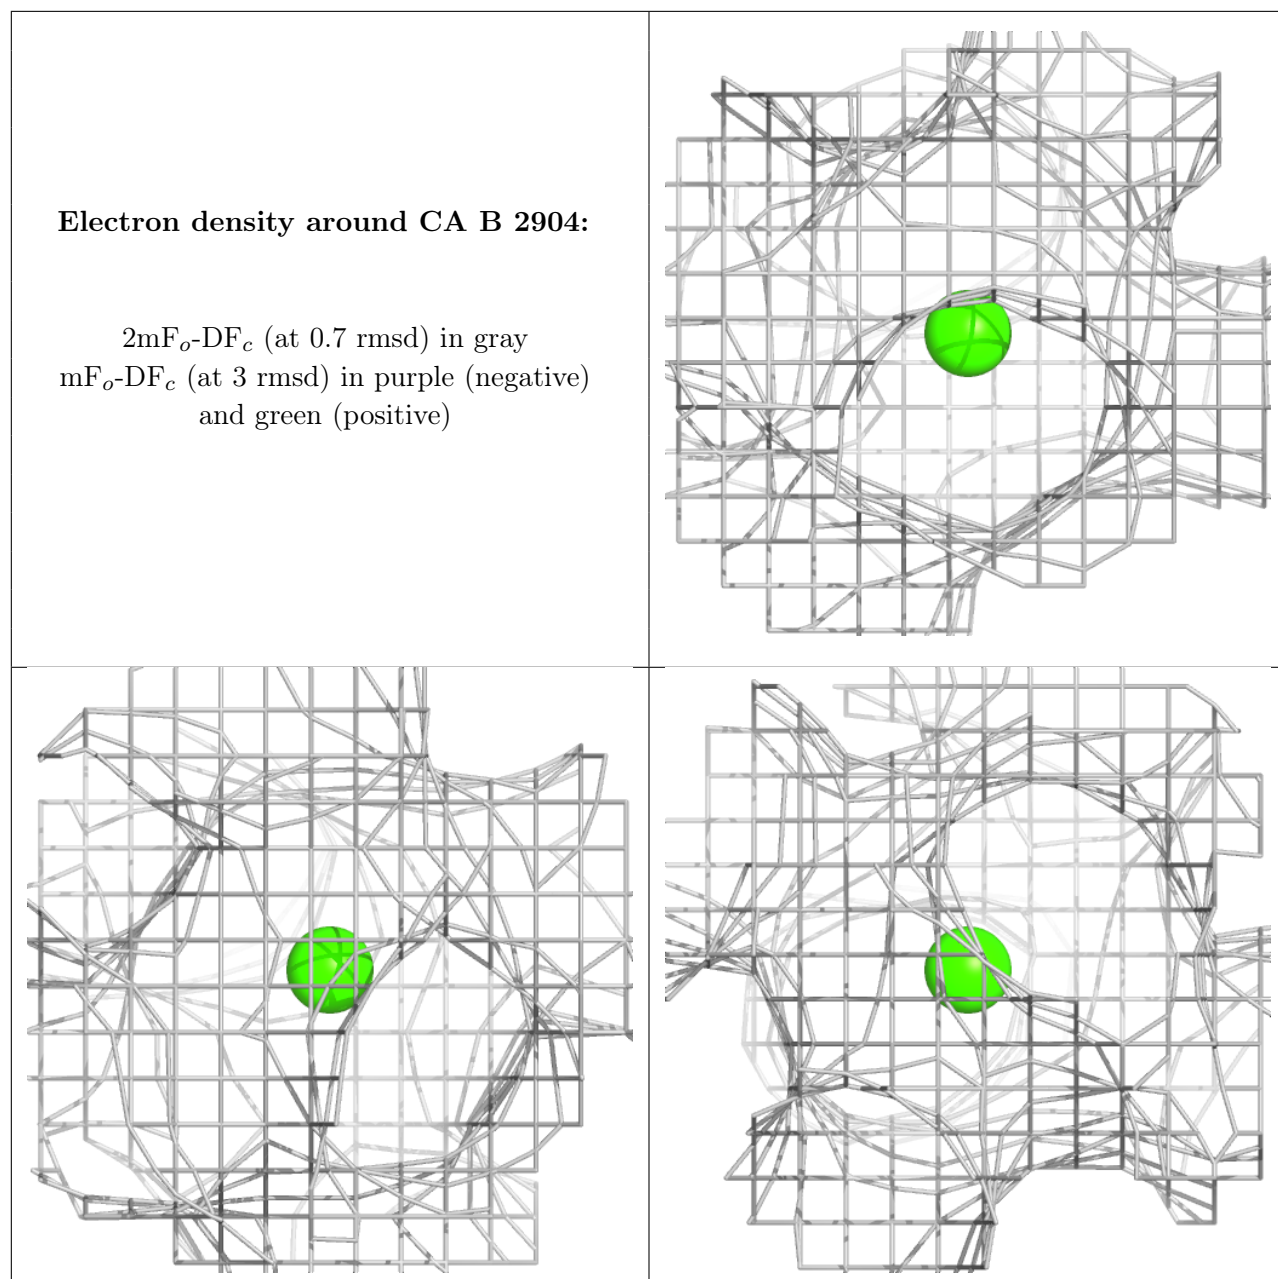 Electron density around CA B 2904:
2mFo-DFc (at 0.7 rmsd) in gray
mFo-DFc (at 3 rmsd) in purple (negative)
and green (positive)